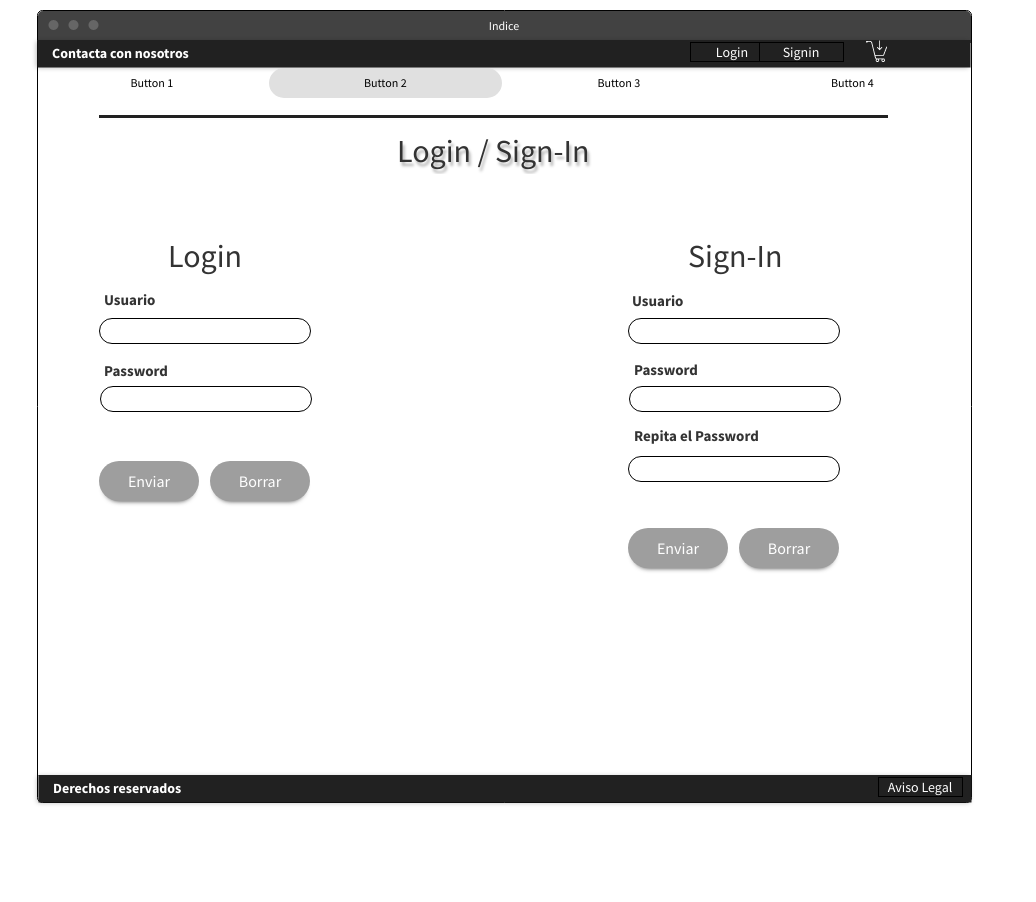 Indice
Contacta con nosotros Login Signin
Button 1 Button 2 Button 3 Button 4
Login / Sign-In
Login
Usuario
Password
Enviar Borrar
Sign-In
Usuario
Password
Repita el Password
Enviar Borrar
Derechos reservados Aviso Legal